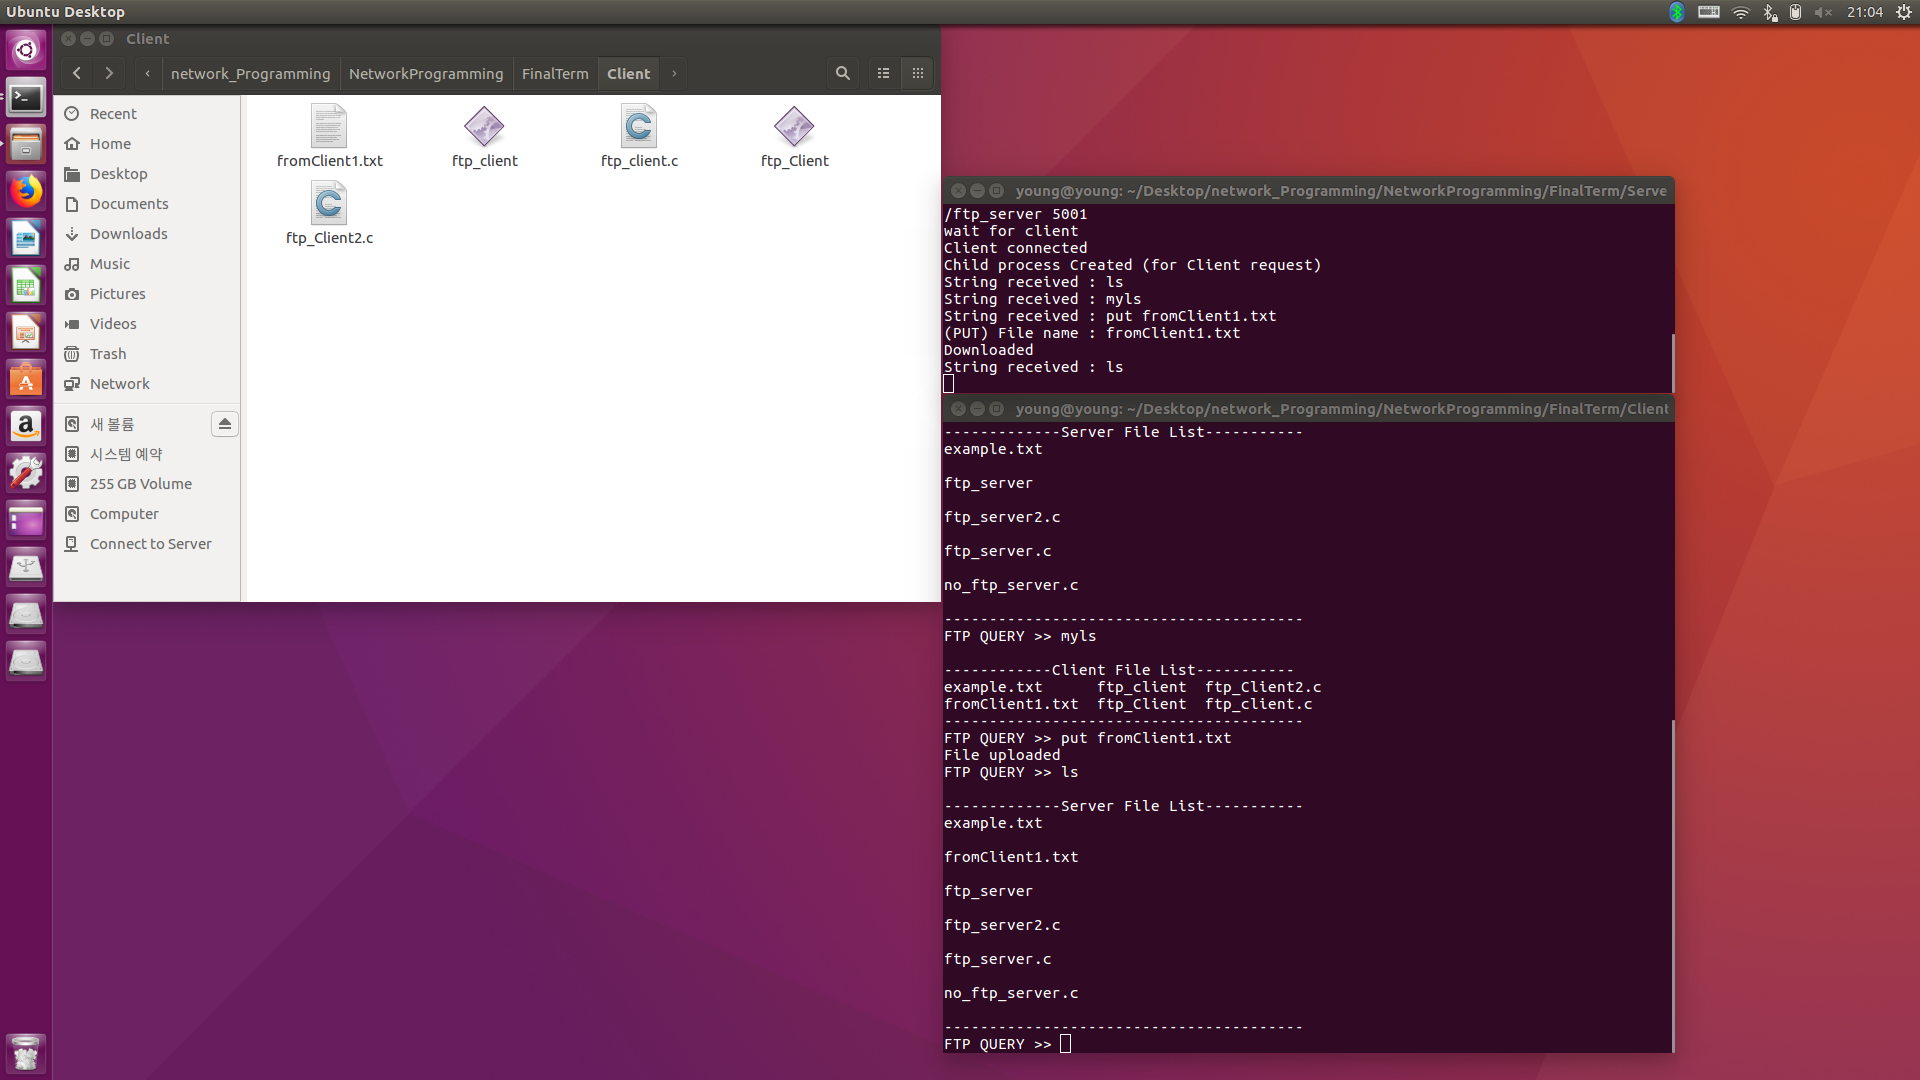 Ubuntu Desktop
21:04
Client
network_Programming
NetworkProgramming
FinalTerm
Client
Recent
Home
Desktop
Documents
Downloads
Music
Pictures
Videos
Trash
Network
새 볼륨
시스템 예약
255 GB Volume
Computer
Connect to Server
fromClient1.txt
ftp_client
ftp_client.c
ftp_Client
ftp_Client2.c
young@young: ~/Desktop/network_Programming/NetworkProgramming/FinalTerm/Serve
/ftp_server 5001
wait for client
Client connected
Child process Created (for Client request)
String received : ls
String received : myls
String received : put fromClient1.txt
(PUT) File name : fromClient1.txt
Downloaded
String received : ls
young@young: ~/Desktop/network_Programming/NetworkProgramming/FinalTerm/Client
-------------Server File List-----------
example.txt
ftp_server
ftp_server2.c
ftp_server.c
no_ftp_server.c
----------------------------------------
FTP QUERY >> myls
------------Client File List-----------
example.txt      ftp_client  ftp_Client2.c
fromClient1.txt  ftp_Client  ftp_client.c
----------------------------------------
FTP QUERY >> put fromClient1.txt
File uploaded
FTP QUERY >> ls
-------------Server File List-----------
example.txt
fromClient1.txt
ftp_server
ftp_server2.c
ftp_server.c
no_ftp_server.c
----------------------------------------
FTP QUERY >>